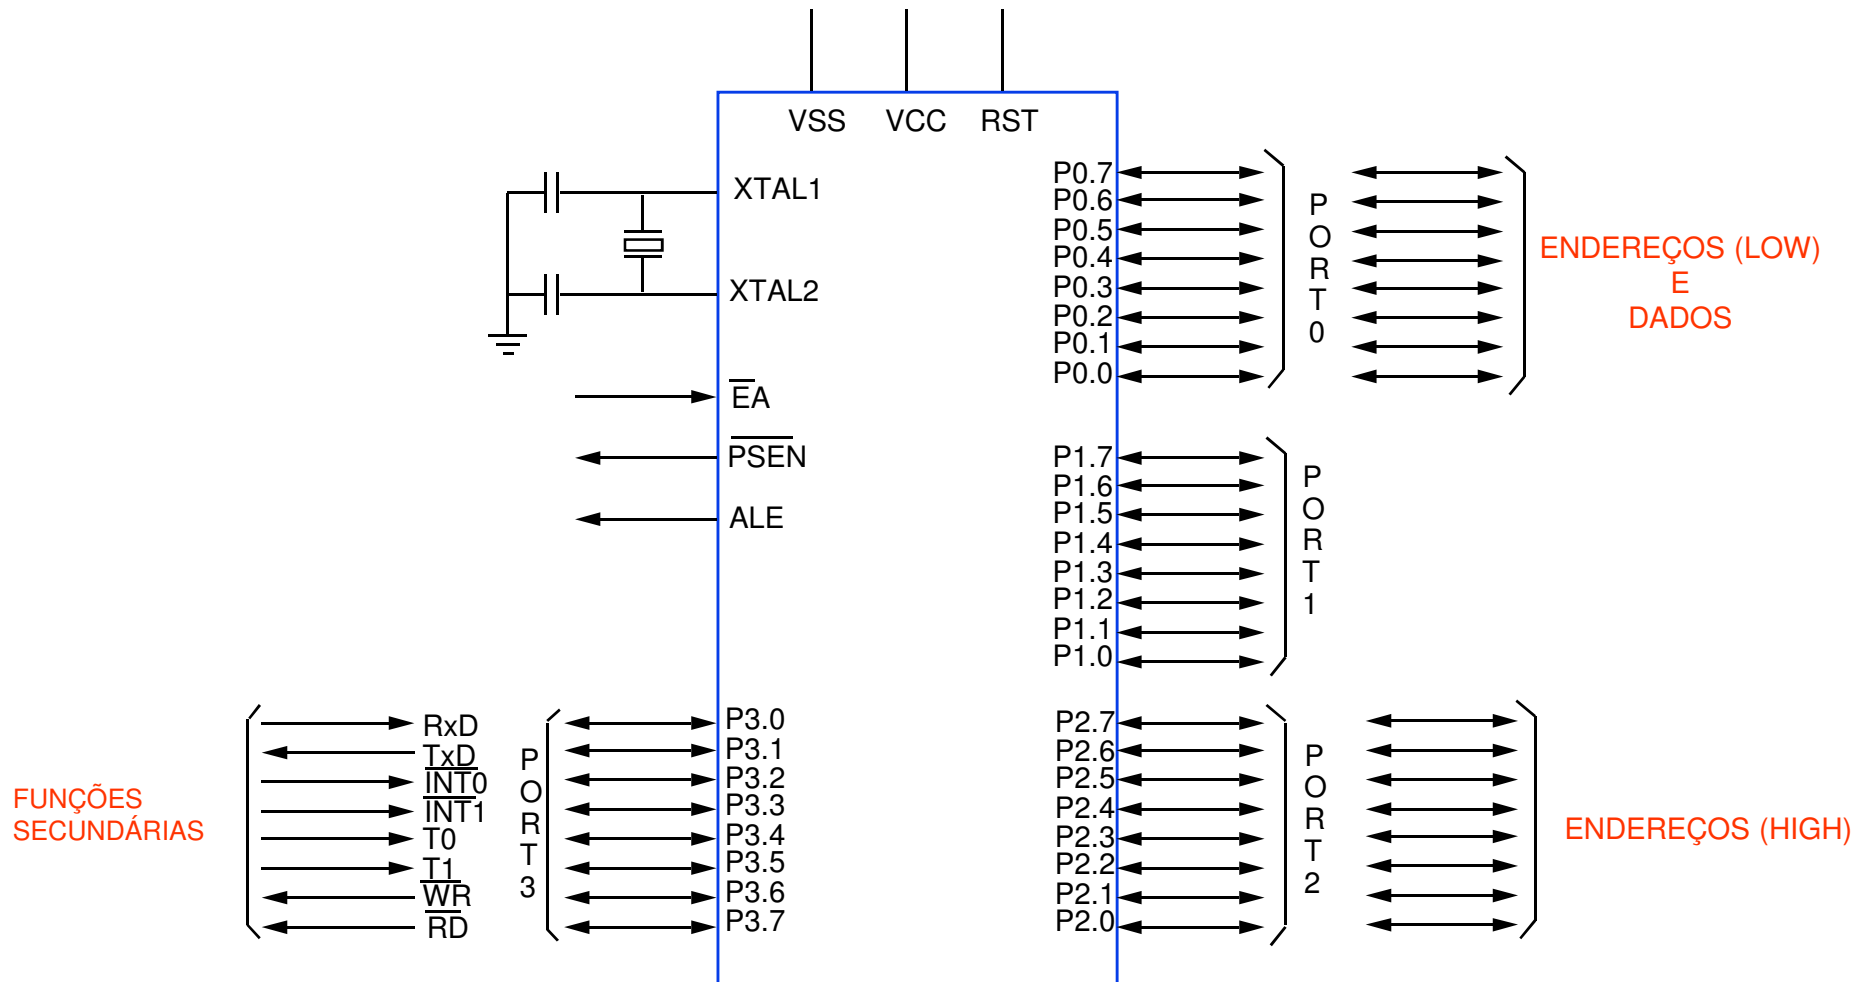 VSS VCC RST
XTAL1
XTAL2
EA
PSEN
ALE
P0.7
P0.6
P0.5
P0.4
P0.3
P0.2
P0.1
P0.0
PORT0
ENDEREÇOS (LOW)
E
DADOS
P1.7
P1.6
P1.5
P1.4
P1.3
P1.2
P1.1
P1.0
PORT1
FUNÇÕES
SECUNDÁRIAS
RxD
TxD
INT0
INT1
T0
T1
WR
RD
PORT3
P3.0
P3.1
P3.2
P3.3
P3.4
P3.5
P3.6
P3.7
P2.7
P2.6
P2.5
P2.4
P2.3
P2.2
P2.1
P2.0
PORT2
ENDEREÇOS (HIGH)